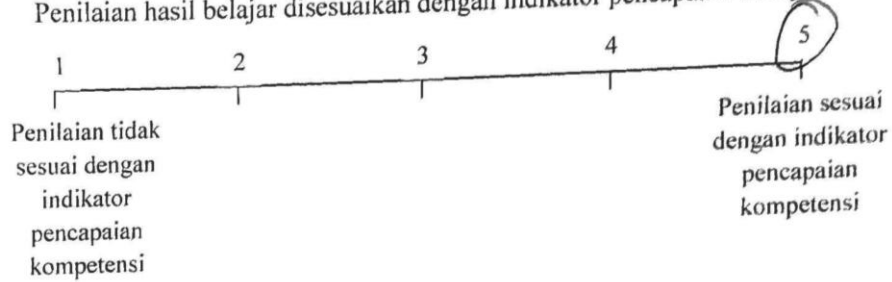 Penilaian hasil belajar disesuaikan dengan indikator
1 2 3 4 5
Penilaian tidak
sesuai dengan
indikator
pencapaian
kompetensi
Penilaian sesuai
dengan indikator
pencapaian
kompetensi